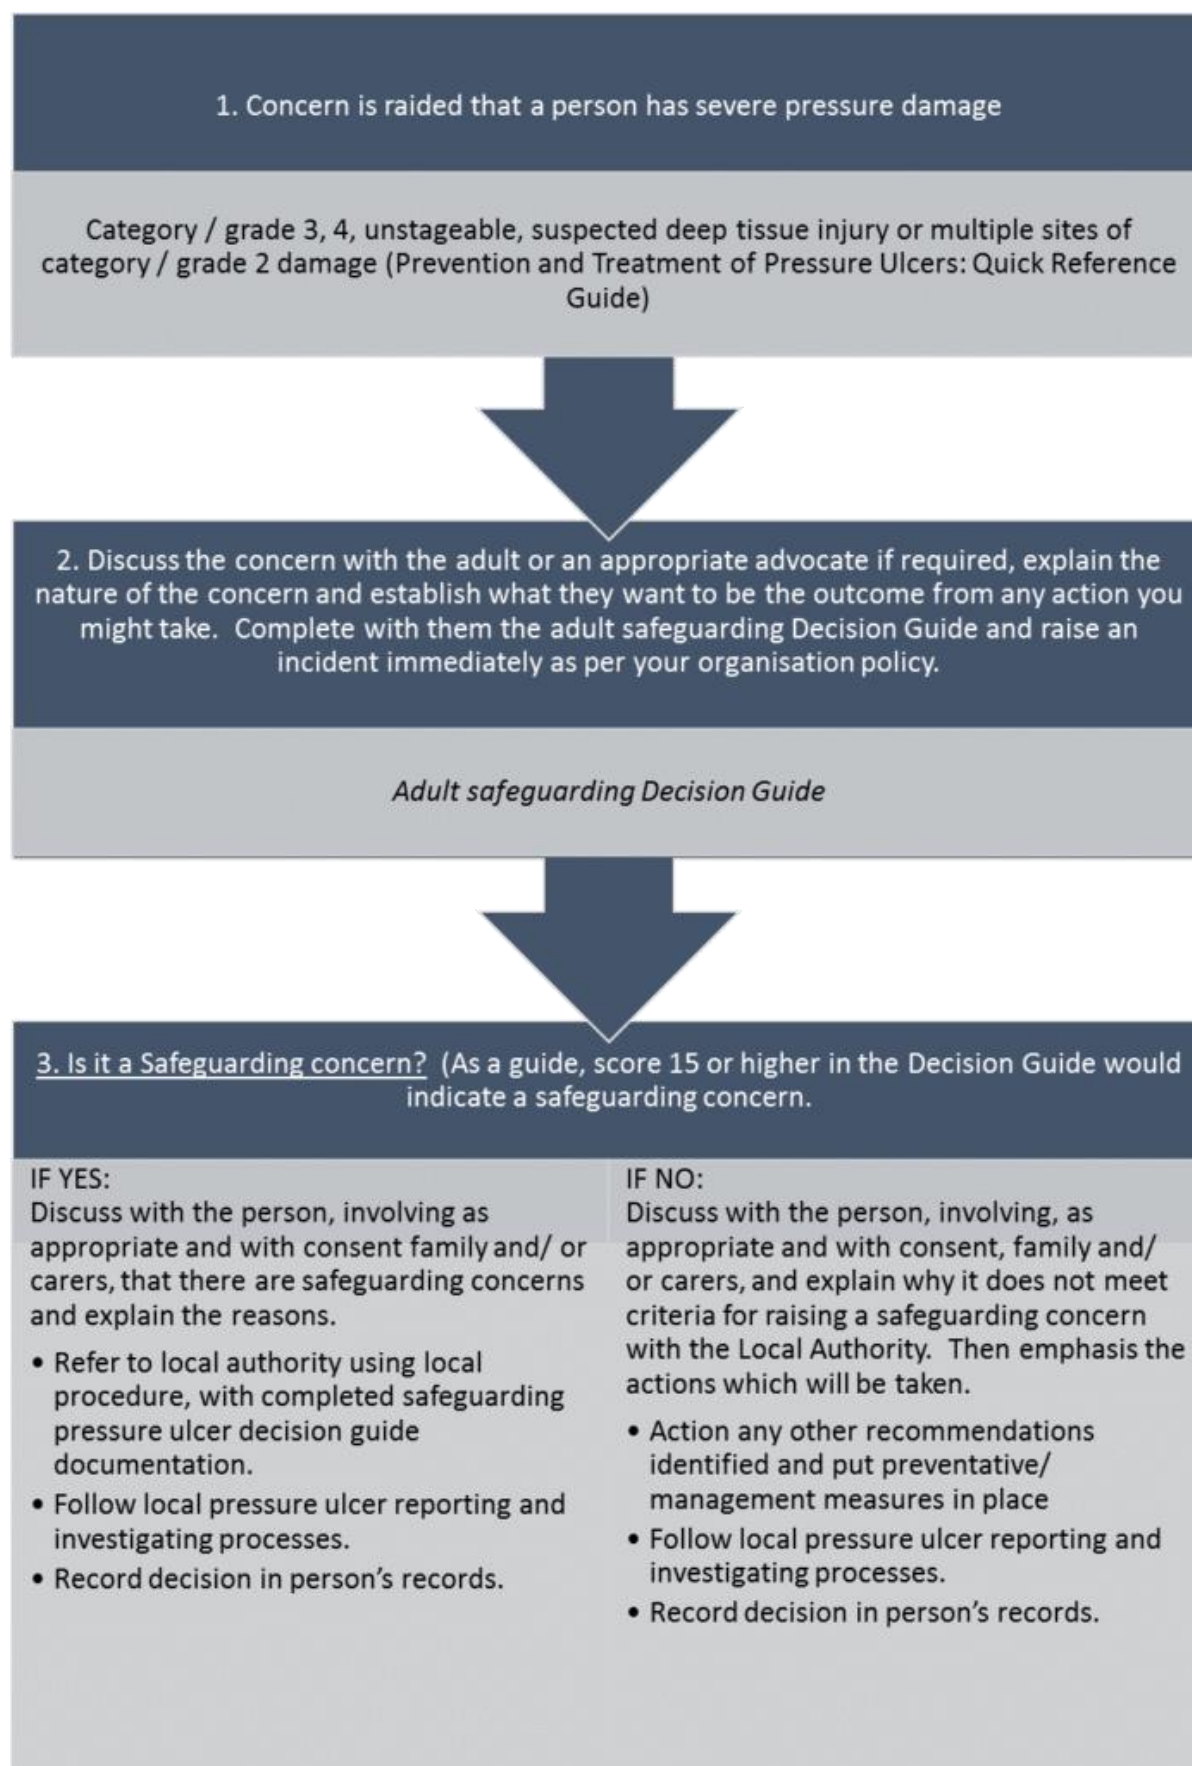 1. Concern is raided that a person has severe pressure damage
Category / grade 3, 4, unstageable, suspected deep tissue injury or multiple sites of
category / grade 2 damage (Prevention and Treatment of Pressure Ulcers: Quick Reference
Guide)
2. Discuss the concern with the adult or an appropriate advocate if required, explain the
nature of the concern and establish what they want to be the outcome from any action you
might take.  Complete with them the adult safeguarding Decision Guide and raise an
incident immediately as per your organisation policy.
Adult safeguarding Decision Guide
3. Is it a Safeguarding concern?  (As a guide, score 15 or higher in the Decision Guide would
indicate a safeguarding concern.
IF YES:
Discuss with the person, involving as
appropriate and with consent family and/ or
carers, that there are safeguarding concerns
and explain the reasons.
• Refer to local authority using local
procedure, with completed safeguarding
pressure ulcer decision guide
documentation.
• Follow local pressure ulcer reporting and
investigating processes.
• Record decision in person's records.
IF NO:
Discuss with the person, involving, as
appropriate and with consent, family and/
or carers, and explain why it does not meet
criteria for raising a safeguarding concern
with the Local Authority.  Then emphasis the
actions which will be taken.
• Action any other recommendations
identified and put preventative/
management measures in place
• Follow local pressure ulcer reporting and
investigating processes.
• Record decision in person's records.